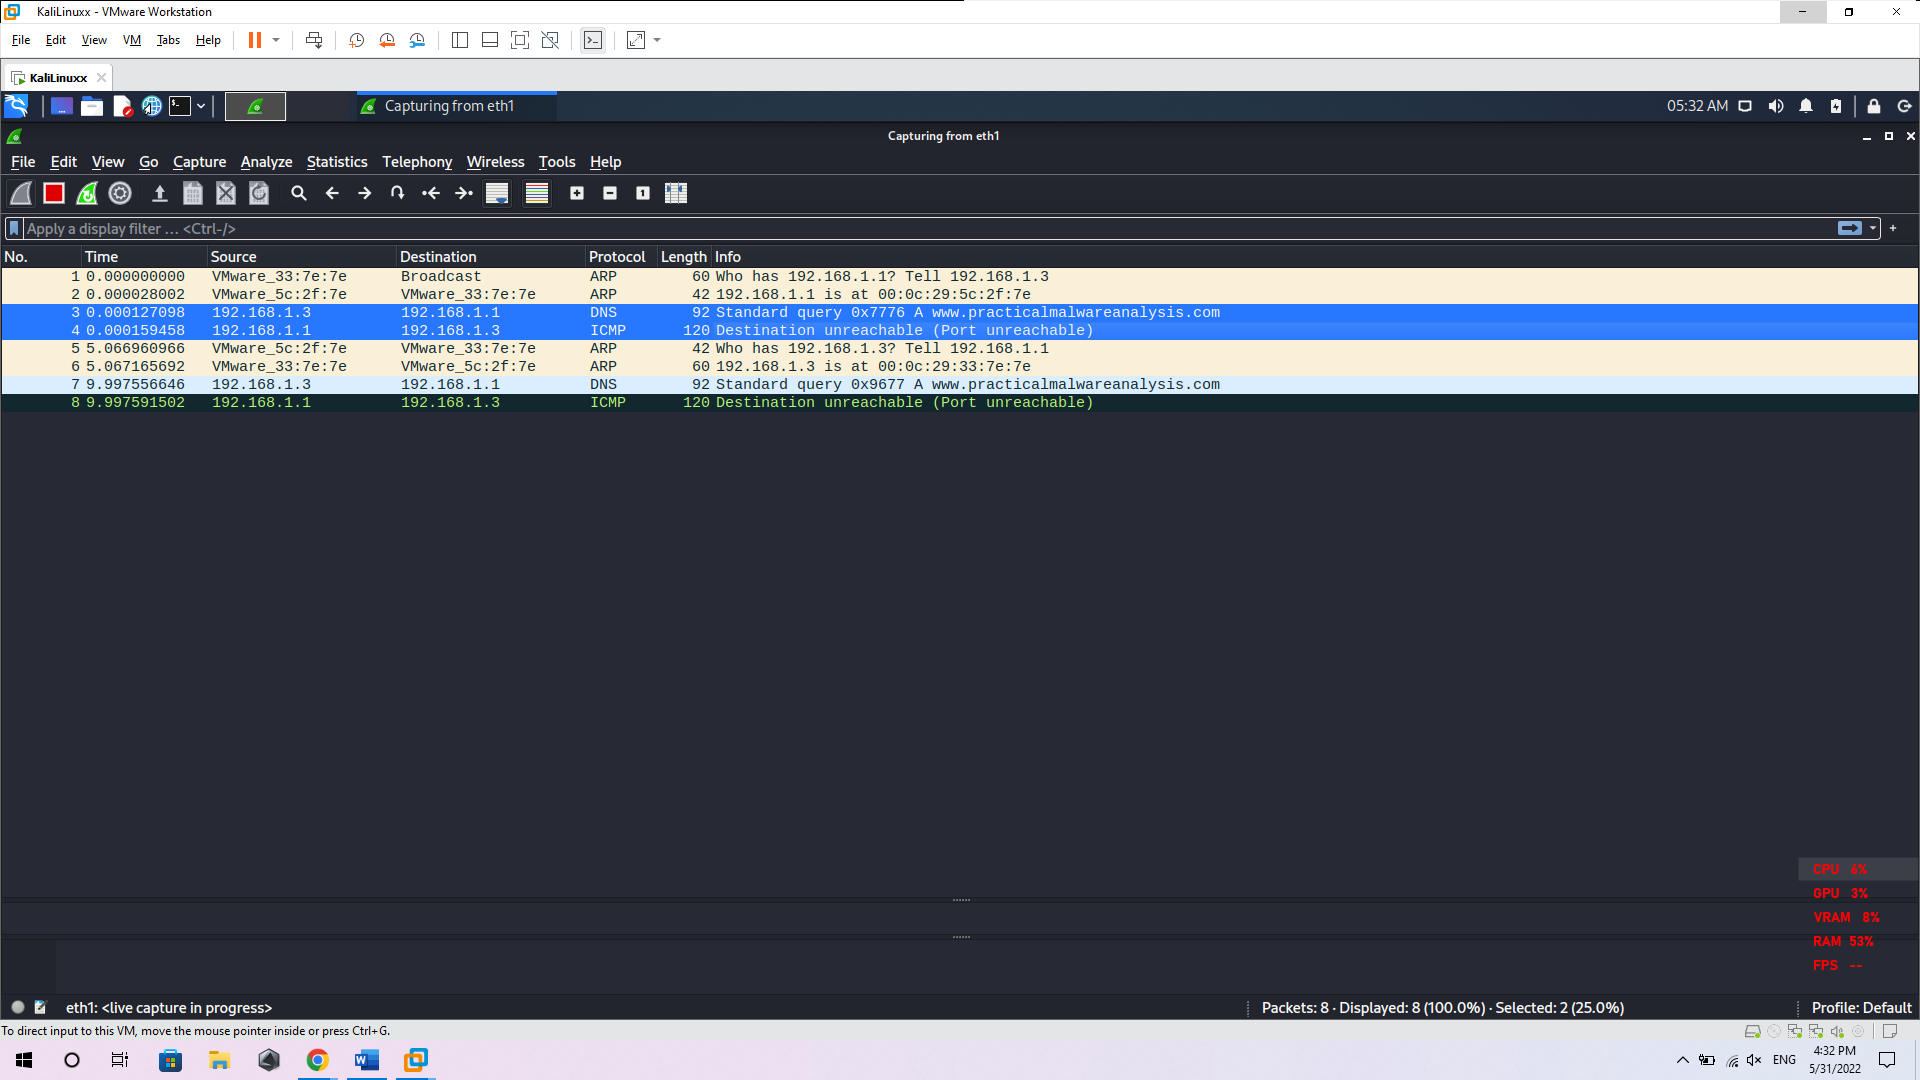 KaliLinuxx - VMware Workstation
File Edit View VM Tabs Help
KaliLinuxx
Capturing from eth1
05:32 AM
Capturing from eth1
File Edit View Go Capture Analyze Statistics Telephony Wireless Tools Help
Apply a display filter … <Ctrl-/>
No. Time Source Destination Protocol Length Info
1 0.000000000 VMware_33:7e:7e Broadcast ARP 60 Who has 192.168.1.1? Tell 192.168.1.3
2 0.000028002 VMware_5c:2f:7e VMware_33:7e:7e ARP 42 192.168.1.1 is at 00:0c:29:5c:2f:7e
3 0.000127098 192.168.1.3 192.168.1.1 DNS 92 Standard query 0x7776 A www.practicalmalwareanalysis.com
4 0.000159458 192.168.1.1 192.168.1.3 ICMP 120 Destination unreachable (Port unreachable)
5 5.066960966 VMware_5c:2f:7e VMware_33:7e:7e ARP 42 Who has 192.168.1.3? Tell 192.168.1.1
6 5.067165692 VMware_33:7e:7e VMware_5c:2f:7e ARP 60 192.168.1.3 is at 00:0c:29:33:7e:7e
7 9.997556646 192.168.1.3 192.168.1.1 DNS 92 Standard query 0x9677 A www.practicalmalwareanalysis.com
8 9.997591502 192.168.1.1 192.168.1.3 ICMP 120 Destination unreachable (Port unreachable)
CPU 6%
GPU 3%
VRAM 8%
RAM 53%
FPS --
eth1: <live capture in progress> Packets: 8 · Displayed: 8 (100.0%) · Selected: 2 (25.0%) Profile: Default
To direct input to this VM, move the mouse pointer inside or press Ctrl+G.
ENG 4:32 PM
5/31/2022